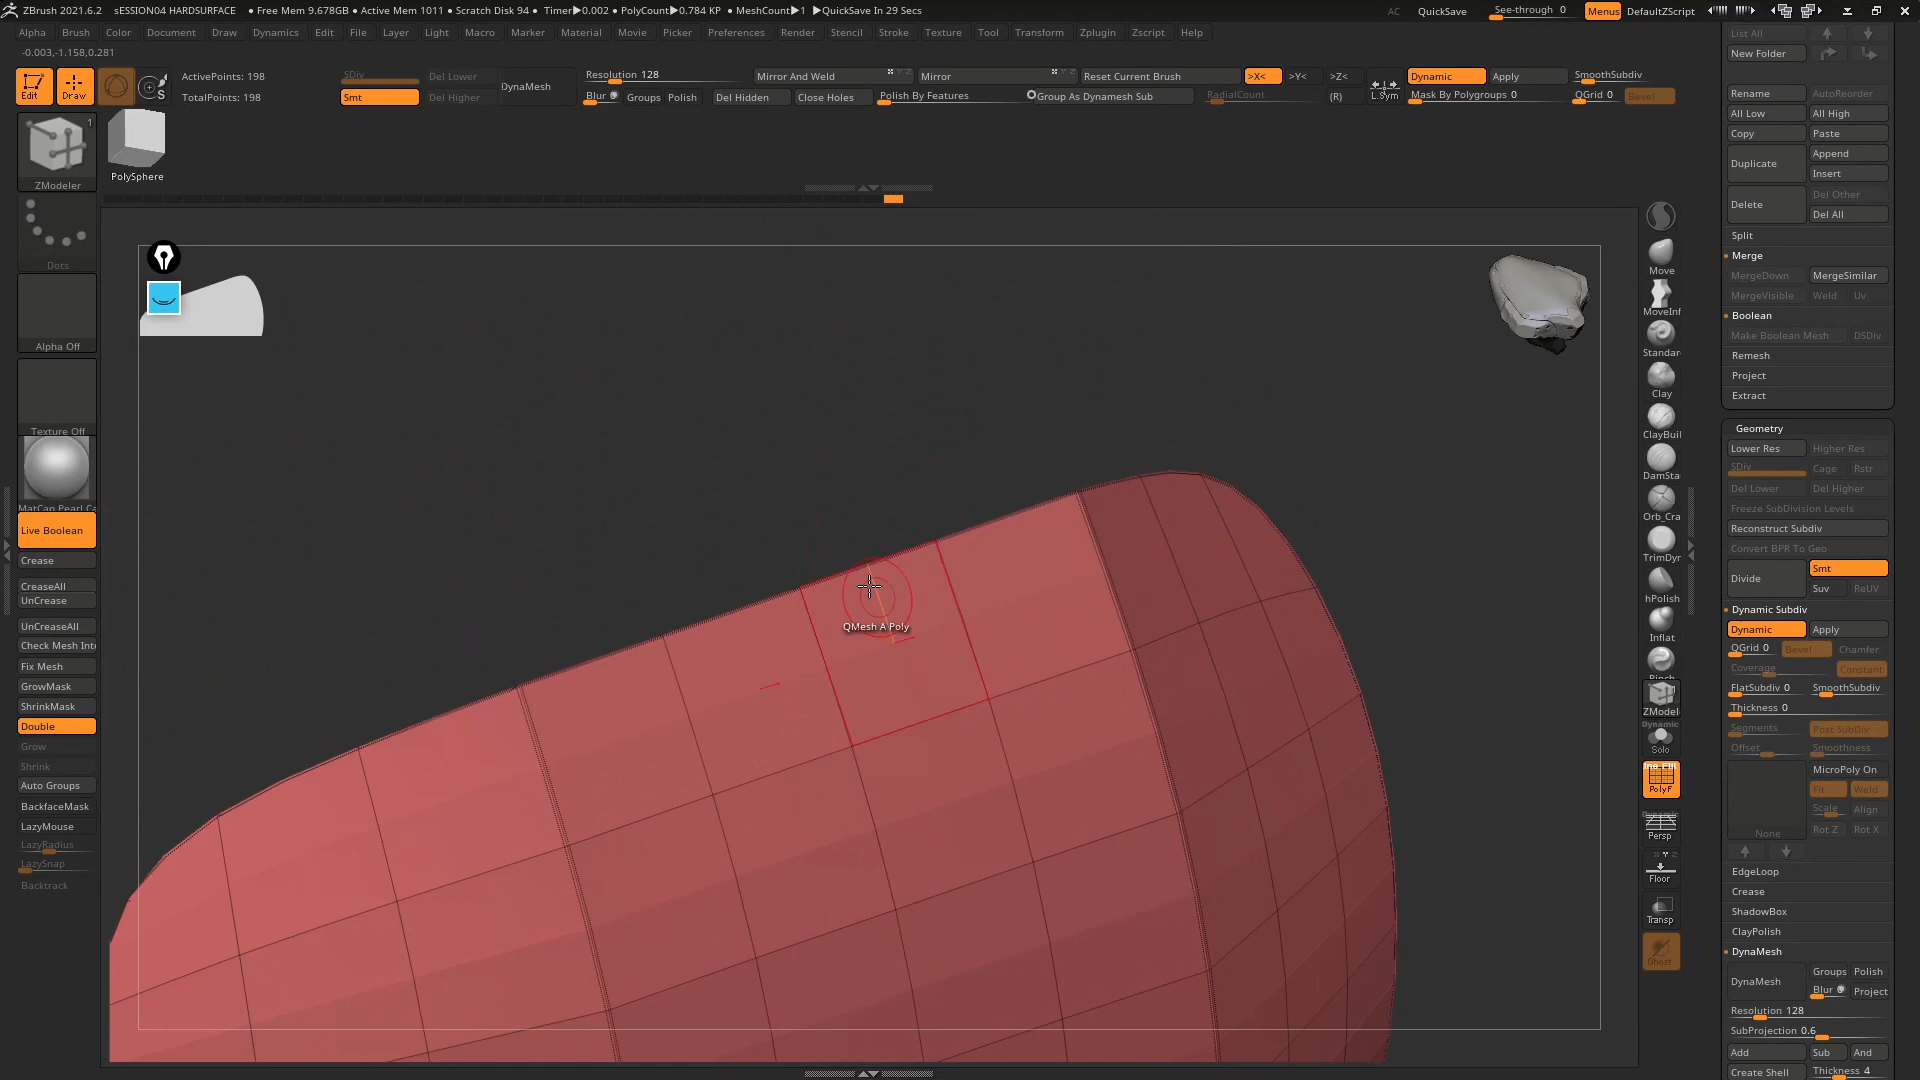 ZBrush 2021.6.2 sESSION04 HARDSURFACE • Free Mem 9.678GB • Active Mem 1011 • Scratch Disk 94 • Timer▶0.002 • PolyCount▶0.784 KP • MeshCount▶1 ▶QuickSave In 29 Secs AC QuickSave See-through 0 Menus DefaultZScript
Alpha Brush Color Document Draw Dynamics Edit File Layer Light Macro Marker Material Movie Picker Preferences Render Stencil Stroke Texture Tool Transform Zplugin Zscript Help
-0.003,-1.158,0.281
Edit
Draw
S
ActivePoints: 198
TotalPoints: 198
SDiv
Smt
Del Lower
Del Higher
DynaMesh
Resolution 128
Blur Groups Polish
Mirror And Weld
Del Hidden Close Holes
Mirror
Polish By Features
Reset Current Brush
Group As Dynamesh Sub
>X< >Y< >Z<
RadialCount (R)
L.Sym
Dynamic Apply
Mask By Polygroups 0
SmoothSubdiv
QGrid 0 Bevel
1
ZModeler
PolySphere
Dots
Alpha Off
Texture Off
Live Boolean
Crease
CreaseAll
UnCrease
UnCreaseAll
Fix Mesh
GrowMask
ShrinkMask
Double
Grow
Shrink
Auto Groups
BackfaceMask
LazyMouse
LazyRadius
LazySnap
Backtrack
QMesh A Poly
Move
MoveInf
Standar
Clay
ClayBui
DamSta
Orb_Cra
TrimDyr
hPolish
Inflat
ZModel
Dynamic
Solo
PolyF
Persp
Floor
Transp
Ghost
List All
New Folder
Rename AutoReorder
All Low All High
Copy Paste
Duplicate Append
Insert
Delete Del Other
Del All
Split
Merge
MergeDown MergeSimilar
MergeVisible Weld Uv
Boolean
Make Boolean Mesh DSDiv
Remesh
Project
Extract
Geometry
Lower Res Higher Res
SDiv Cage Rstr
Del Lower Del Higher
Freeze SubDivision Levels
Reconstruct Subdiv
Convert BPR To Geo
Divide Smt
Suv ReUV
Dynamic Subdiv
Dynamic Apply
QGrid 0 Bevel Chamfer
Coverage Constant
FlatSubdiv 0 SmoothSubdiv
Thickness 0
Segments Post SubDiv
Offset Smoothness
MicroPoly On
Fit Weld
Scale Align
None Rot Z Rot X
EdgeLoop
Crease
ShadowBox
ClayPolish
DynaMesh
DynaMesh Groups Polish
Blur Project
Resolution 128
SubProjection 0.6
Add Sub And
Create Shell Thickness 4